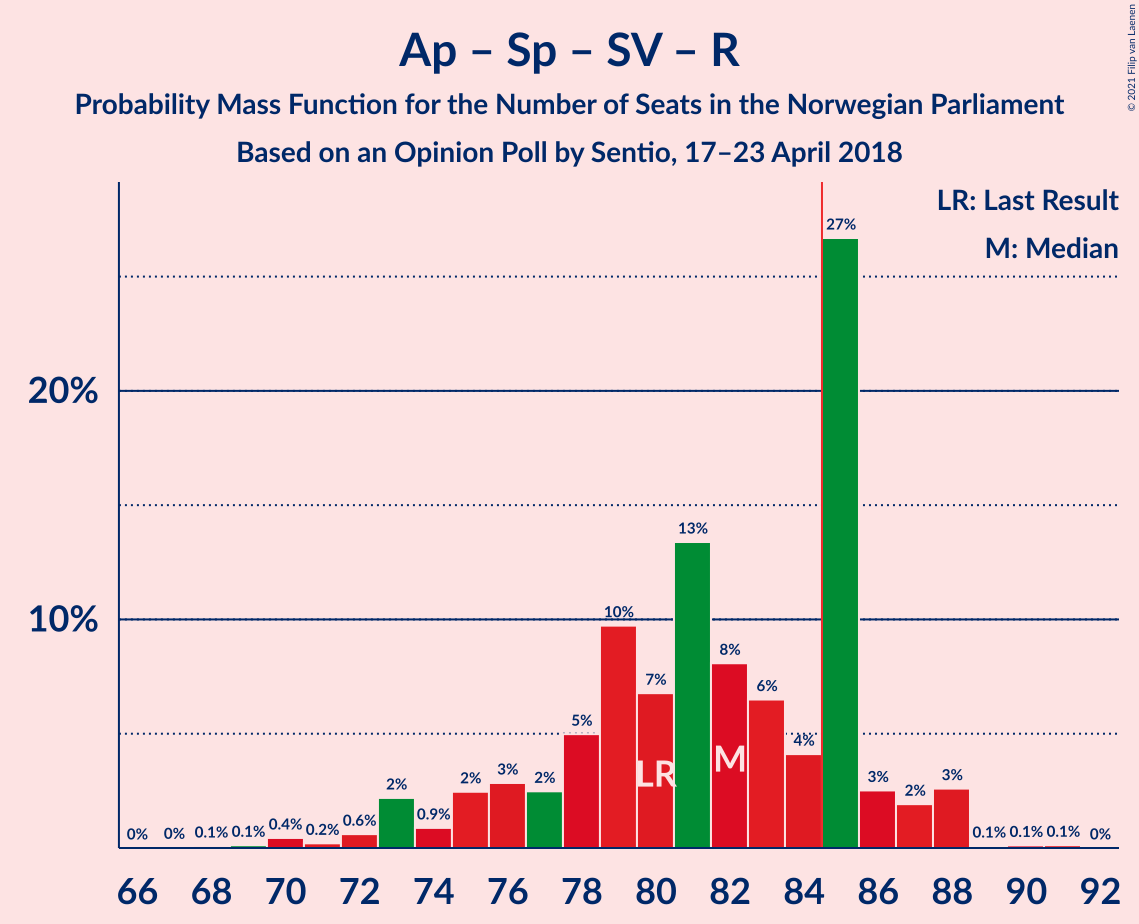 Ap – Sp – SV – R
Probability Mass Function for the Number of Seats in the Norwegian Parliament
Based on an Opinion Poll by Sentio, 17–23 April 2018
© 2021 Filip van Laenen
LR: Last Result
M: Median
20%
10%
0% 0% 0.1% 0.1% 0.4% 0.2% 0.6% 2% 0.9% 2% 3% 2% 5% 10% 7% 13% 8% 6% 4% 27% 3% 2% 3% 0.1% 0.1% 0.1% 0%
LR M
66 68 70 72 74 76 78 80 82 84 86 88 90 92